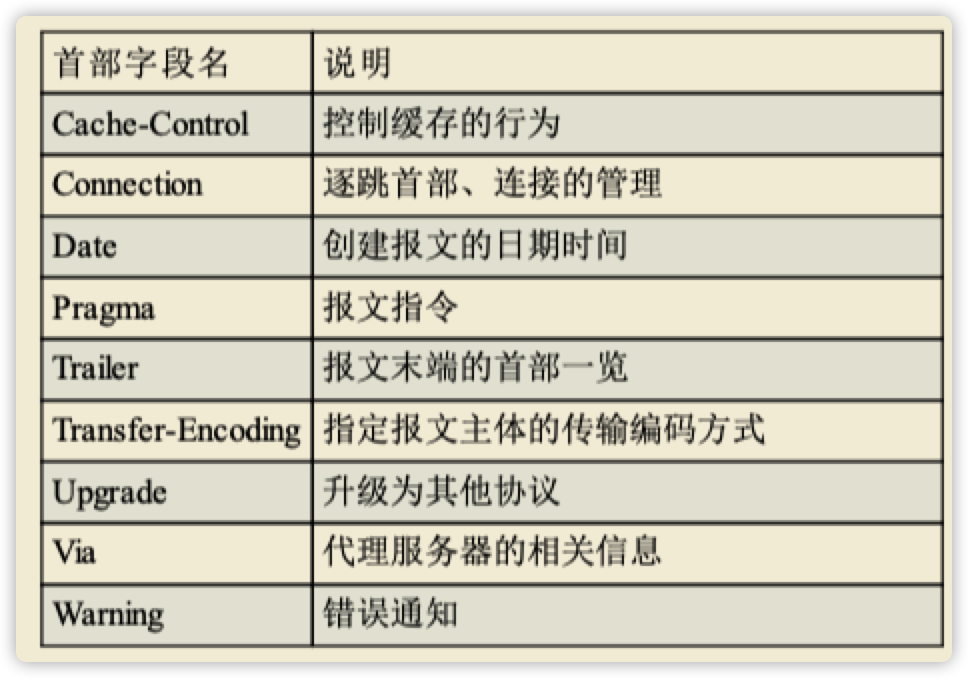 首部字段名 说明
Cache-Control 控制缓存的行为
Connection 逐跳首部、连接的管理
Date 创建报文的日期时间
Pragma 报文指令
Trailer 报文末端的首部一览
Transfer-Encoding 指定报文主体的传输编码方式
Upgrade 升级为其他协议
Via 代理服务器的相关信息
Warning 错误通知